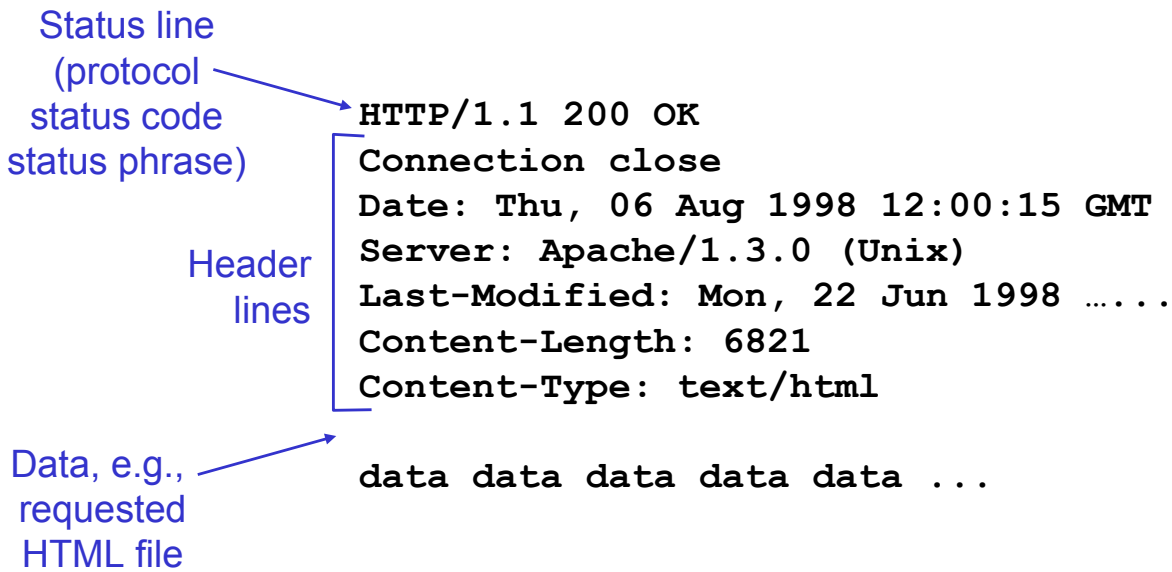 Status line
(protocol
status code
status phrase)
HTTP/1.1 200 OK
Connection close
Date: Thu, 06 Aug 1998 12:00:15 GMT
Server: Apache/1.3.0 (Unix)
Last-Modified: Mon, 22 Jun 1998 …...
Content-Length: 6821
Content-Type: text/html
Header
lines
data data data data data ...
Data, e.g.,
requested
HTML file